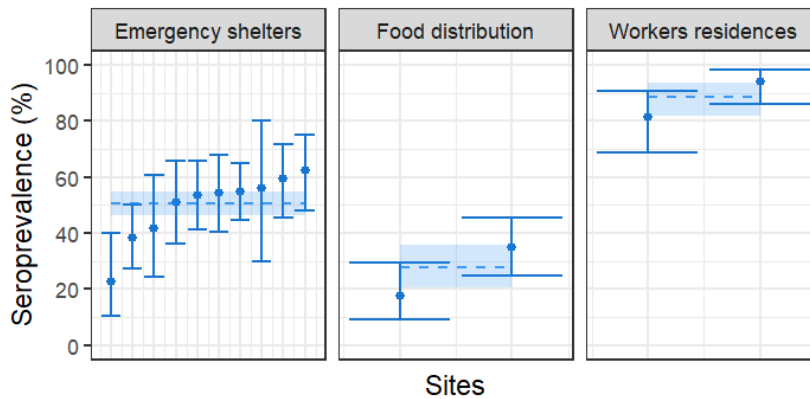 Emergency shelters
Food distribution
Workers residences
Seroprevalence (%)
100
80
60
40
20
0
Sites